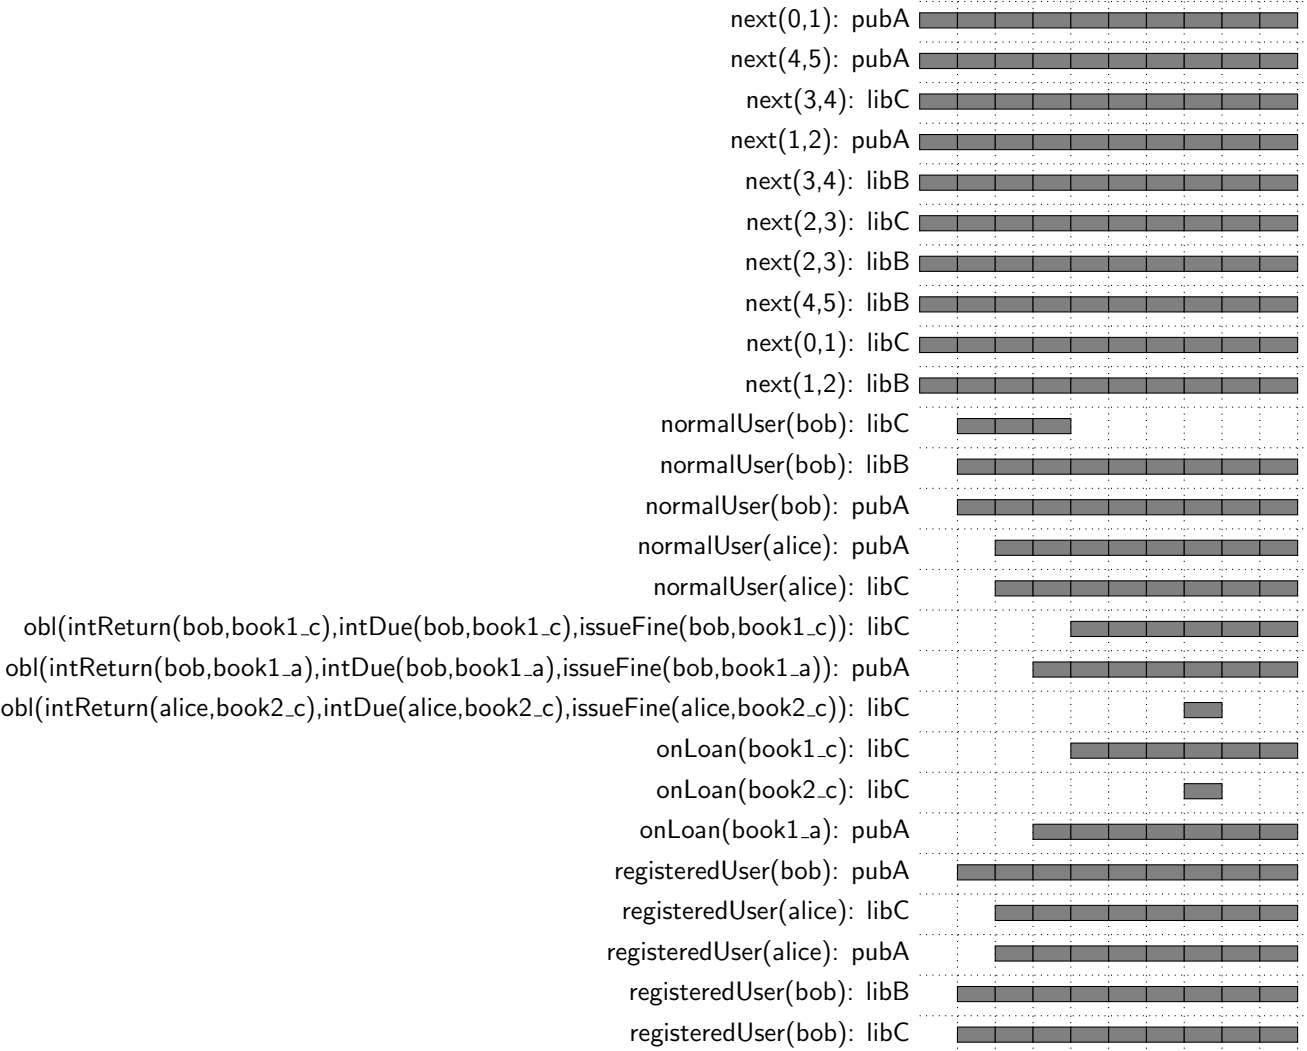 next(0,1): pubA
next(4,5): pubA
next(3,4): libC
next(1,2): pubA
next(3,4): libB
next(2,3): libC
next(2,3): libB
next(4,5): libB
next(0,1): libC
next(1,2): libB
normalUser(bob): libC
normalUser(bob): libB
normalUser(bob): pubA
normalUser(alice): pubA
normalUser(alice): libC
obl(intReturn(bob,book1_c),intDue(bob,book1_c),issueFine(bob,book1_c)): libC
obl(intReturn(bob,book1_a),intDue(bob,book1_a),issueFine(bob,book1_a)): pubA
obl(intReturn(alice,book2_c),intDue(alice,book2_c),issueFine(alice,book2_c)): libC
onLoan(book1_c): libC
onLoan(book2_c): libC
onLoan(book1_a): pubA
registeredUser(bob): pubA
registeredUser(alice): libC
registeredUser(alice): pubA
registeredUser(bob): libB
registeredUser(bob): libC